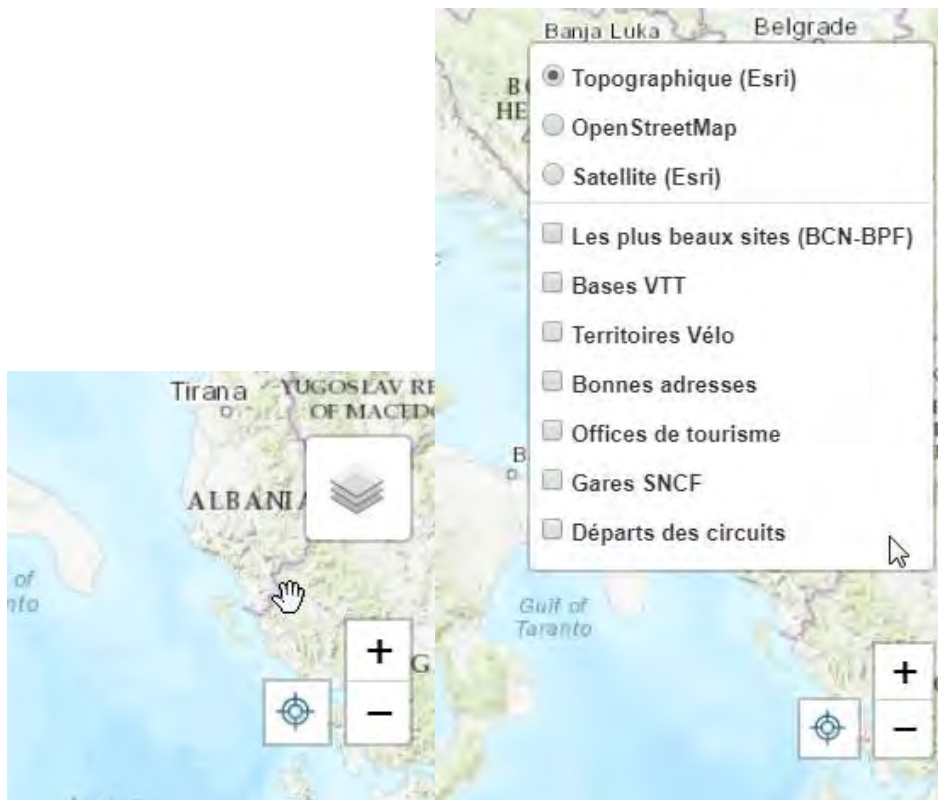 Tirana
YUGOSLAV RE
OF MACEDO
ALBANIA
of
nto
+
G
−
Banja Luka
Belgrade
B
HE
Topographique (Esri)
OpenStreetMap
Satellite (Esri)
Les plus beaux sites (BCN-BPF)
Bases VTT
Territoires Vélo
Bonnes adresses
Offices de tourisme
B
Gares SNCF
Départs des circuits
Gulf of
Taranto
+
−